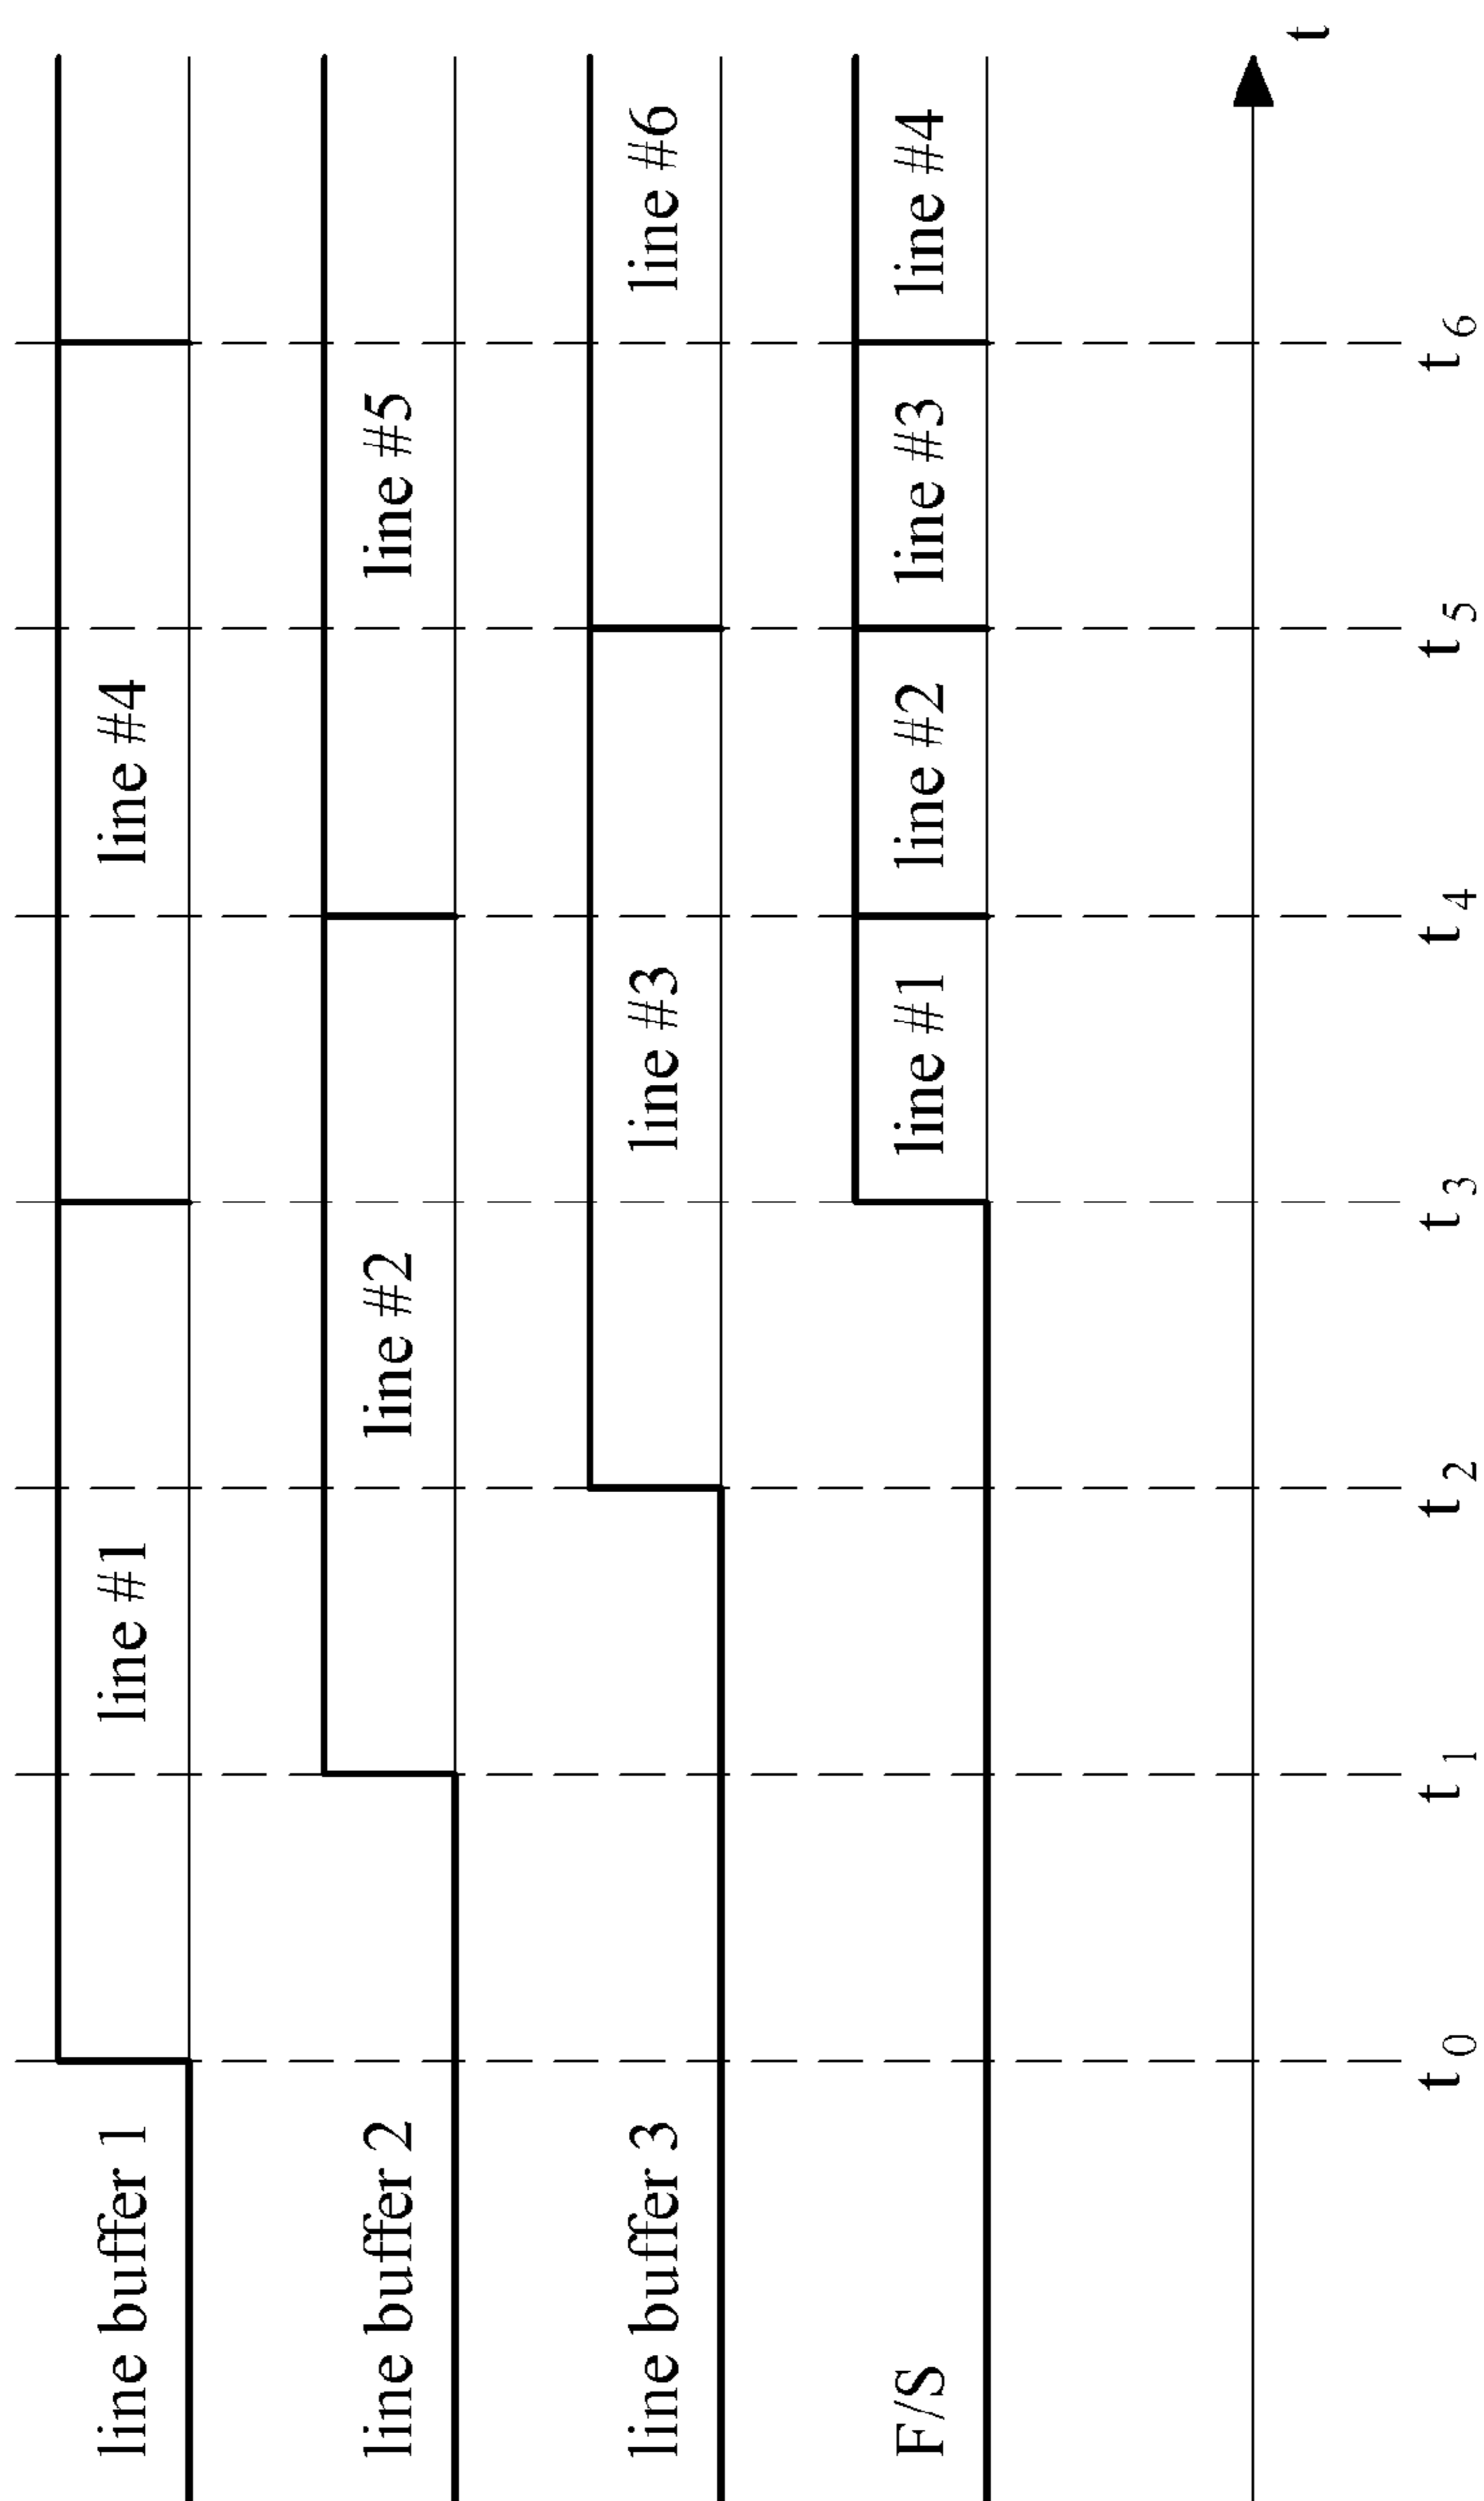 line buffer 1
line #1
line #4
line buffer 2
line #2
line #5
line buffer 3
line #3
line #6
F/S
line #1
line #2
line #3
line #4
t
t0
t1
t2
t3
t4
t5
t6